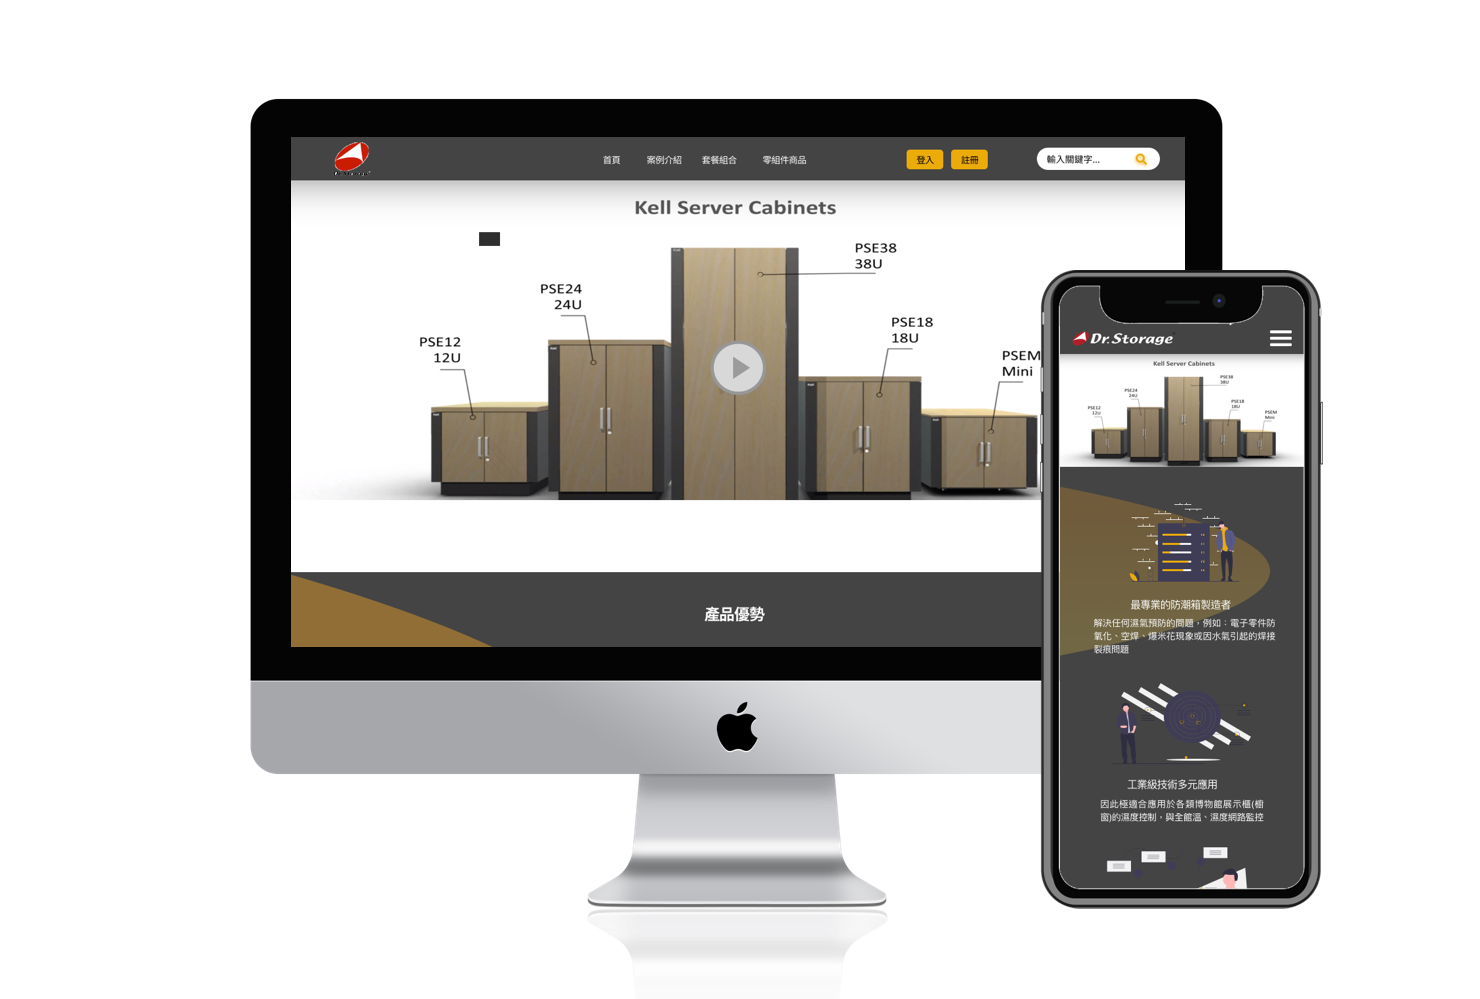 Dr. Storage
首頁 案例介紹 套餐組合 零組件商品
登入 註冊
輸入關鍵字...
Kell Server Cabinets
PSE12
12U
PSE24
24U
PSE38
38U
PSE18
18U
PSEM
Mini
產品優勢
Dr.Storage
Kell Server Cabinets
PSE12
12U
PSE24
24U
PSE38
38U
PSE18
18U
PSEM
Mini
最專業的防潮箱製造者
解決任何濕氣預防的問題，例如：電子零件防
氧化、空焊、爆米花現象或因水氣引起的焊接
裂痕問題
工業級技術多元應用
因此極適合應用於各類博物館展示櫃(櫥
窗)的濕度控制，與全館溫、濕度網路監控